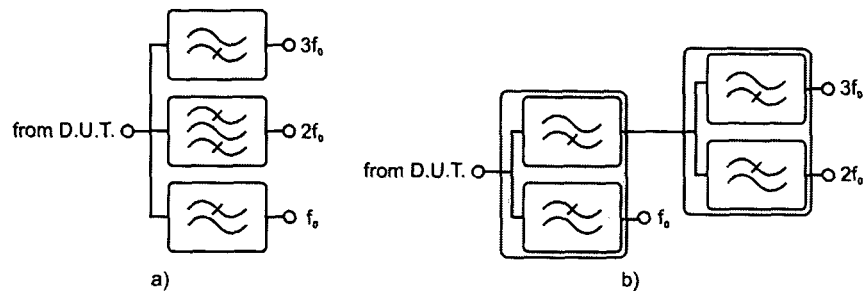 3f₀
from D.U.T.
2f₀
f₀
a)
3f₀
from D.U.T.
2f₀
f₀
b)